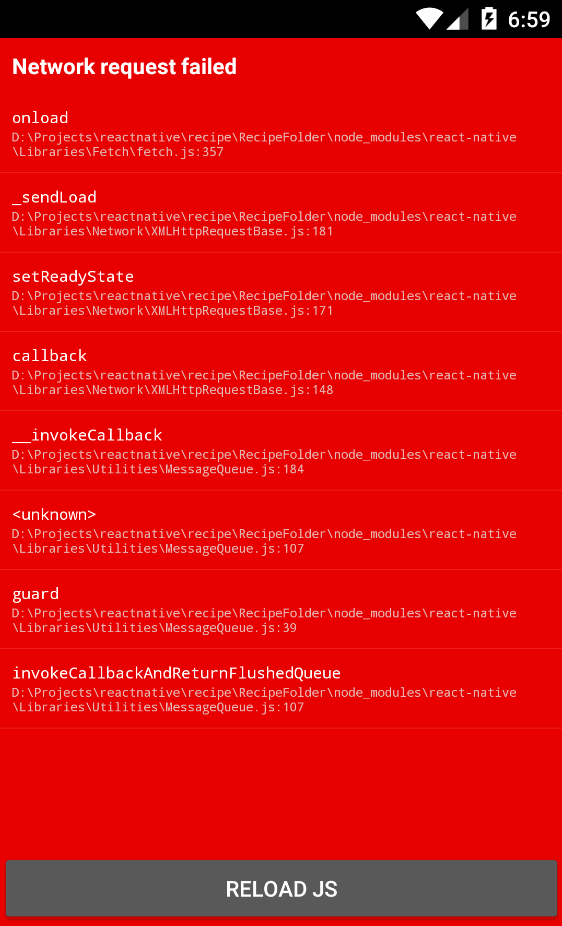 6:59
Network request failed
onload
D:\Projects\reactnative\recipe\RecipeFolder\node_modules\react-native
\Libraries\Fetch\fetch.js:357
_sendLoad
D:\Projects\reactnative\recipe\RecipeFolder\node_modules\react-native
\Libraries\Network\XMLHttpRequestBase.js:181
setReadyState
D:\Projects\reactnative\recipe\RecipeFolder\node_modules\react-native
\Libraries\Network\XMLHttpRequestBase.js:171
callback
D:\Projects\reactnative\recipe\RecipeFolder\node_modules\react-native
\Libraries\Network\XMLHttpRequestBase.js:148
__invokeCallback
D:\Projects\reactnative\recipe\RecipeFolder\node_modules\react-native
\Libraries\Utilities\MessageQueue.js:184
<unknown>
D:\Projects\reactnative\recipe\RecipeFolder\node_modules\react-native
\Libraries\Utilities\MessageQueue.js:107
guard
D:\Projects\reactnative\recipe\RecipeFolder\node_modules\react-native
\Libraries\Utilities\MessageQueue.js:39
invokeCallbackAndReturnFlushedQueue
D:\Projects\reactnative\recipe\RecipeFolder\node_modules\react-native
\Libraries\Utilities\MessageQueue.js:107
RELOAD JS